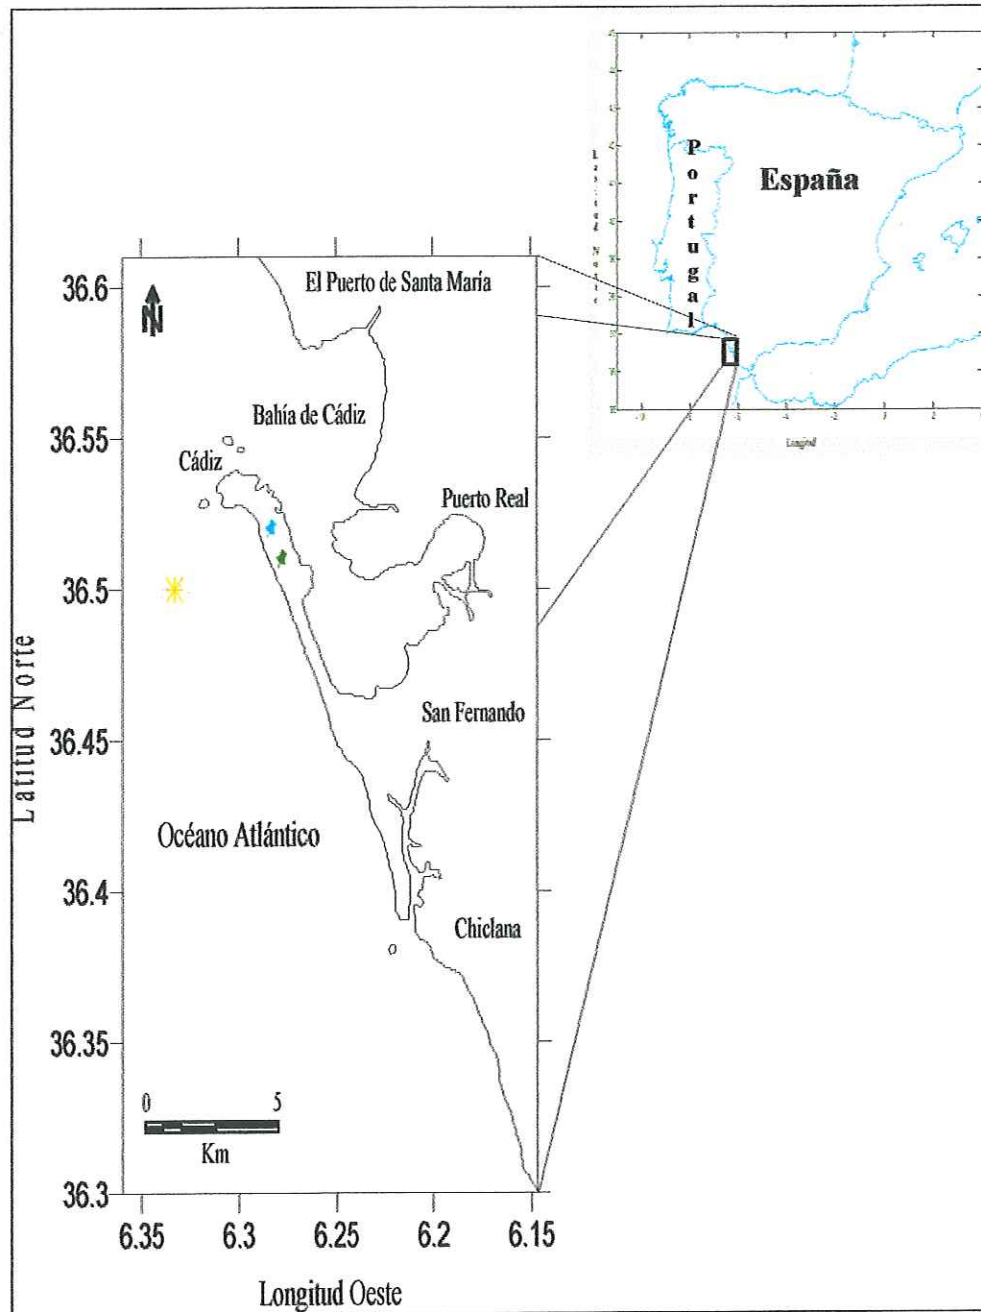 España
Portugal
Longitud
El Puerto de Santa María
36.6
N
Bahía de Cádiz
36.55
Cádiz
Puerto Real
36.5
Latitud Norte
San Fernando
36.45
Océano Atlántico
36.4
Chiclana
36.35
0 5
Km
36.3
6.35 6.3 6.25 6.2 6.15
Longitud Oeste